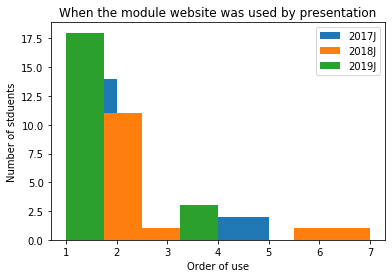 When the module website was used by presentation
2017J
2018J
2019J
17.5
15.0
12.5
10.0
7.5
5.0
2.5
0.0
Number of stduents
1 2 3 4 5 6 7
Order of use